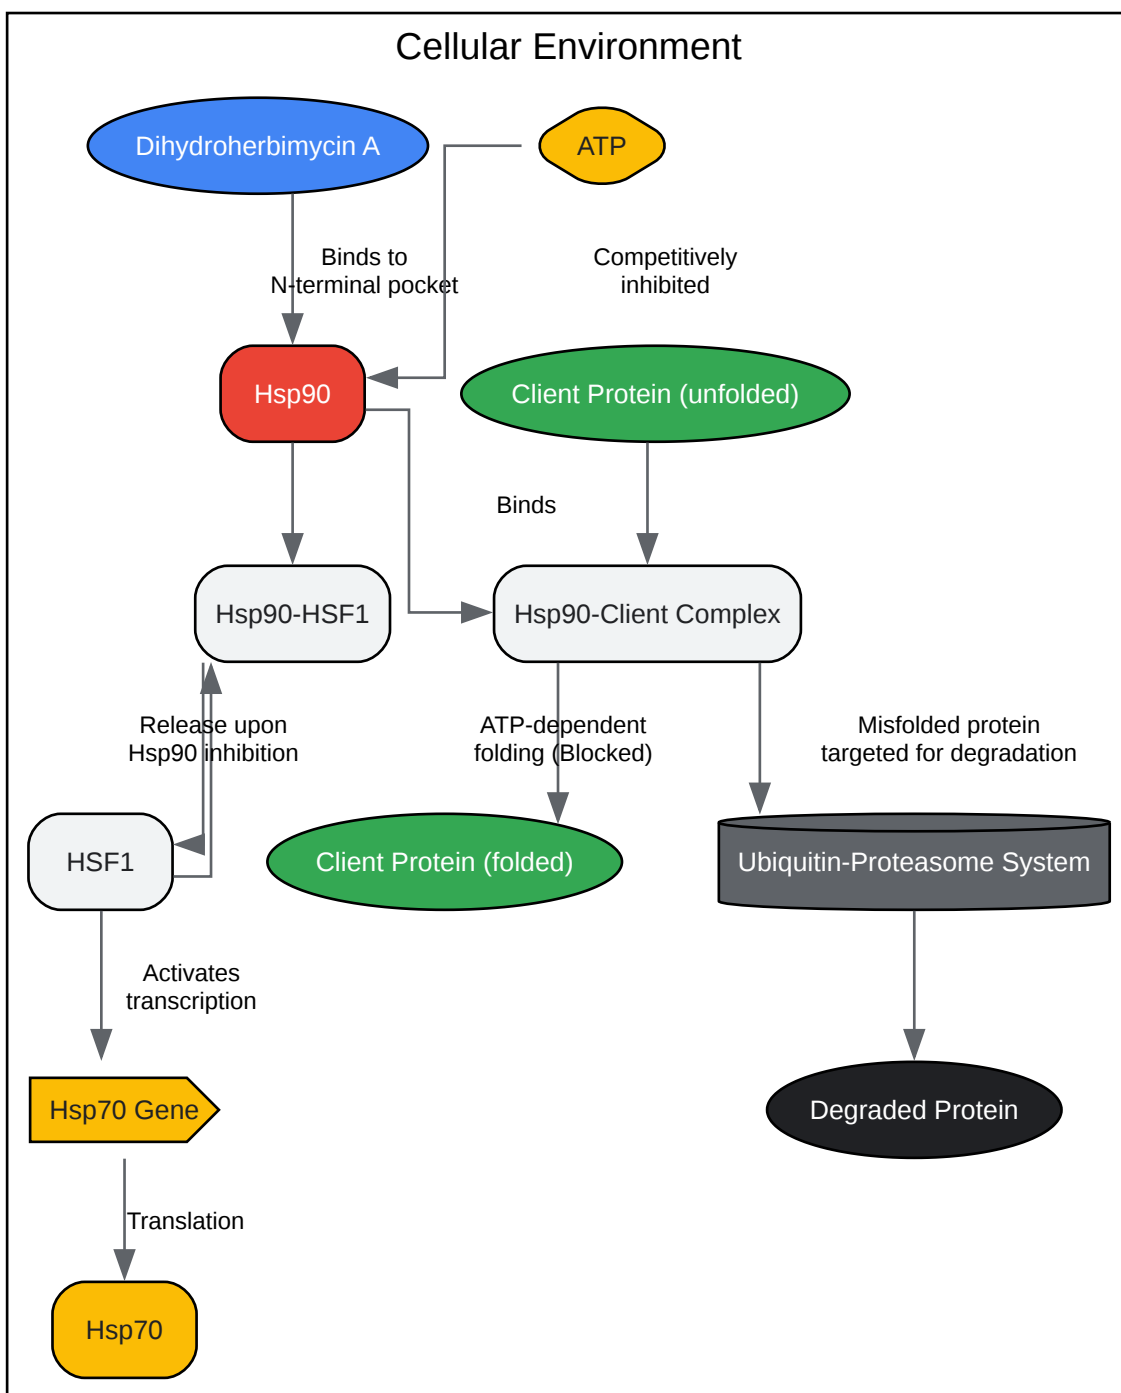 Cellular Environment
Dihydroherbimycin A
ATP
Binds to
N-terminal pocket
Competitively
inhibited
Hsp90
Client Protein (unfolded)
Binds
Hsp90-HSF1
Hsp90-Client Complex
Release upon
Hsp90 inhibition
ATP-dependent
folding (Blocked)
Misfolded protein
targeted for degradation
HSF1
Client Protein (folded)
Ubiquitin-Proteasome System
Activates
transcription
Hsp70 Gene
Degraded Protein
Translation
Hsp70